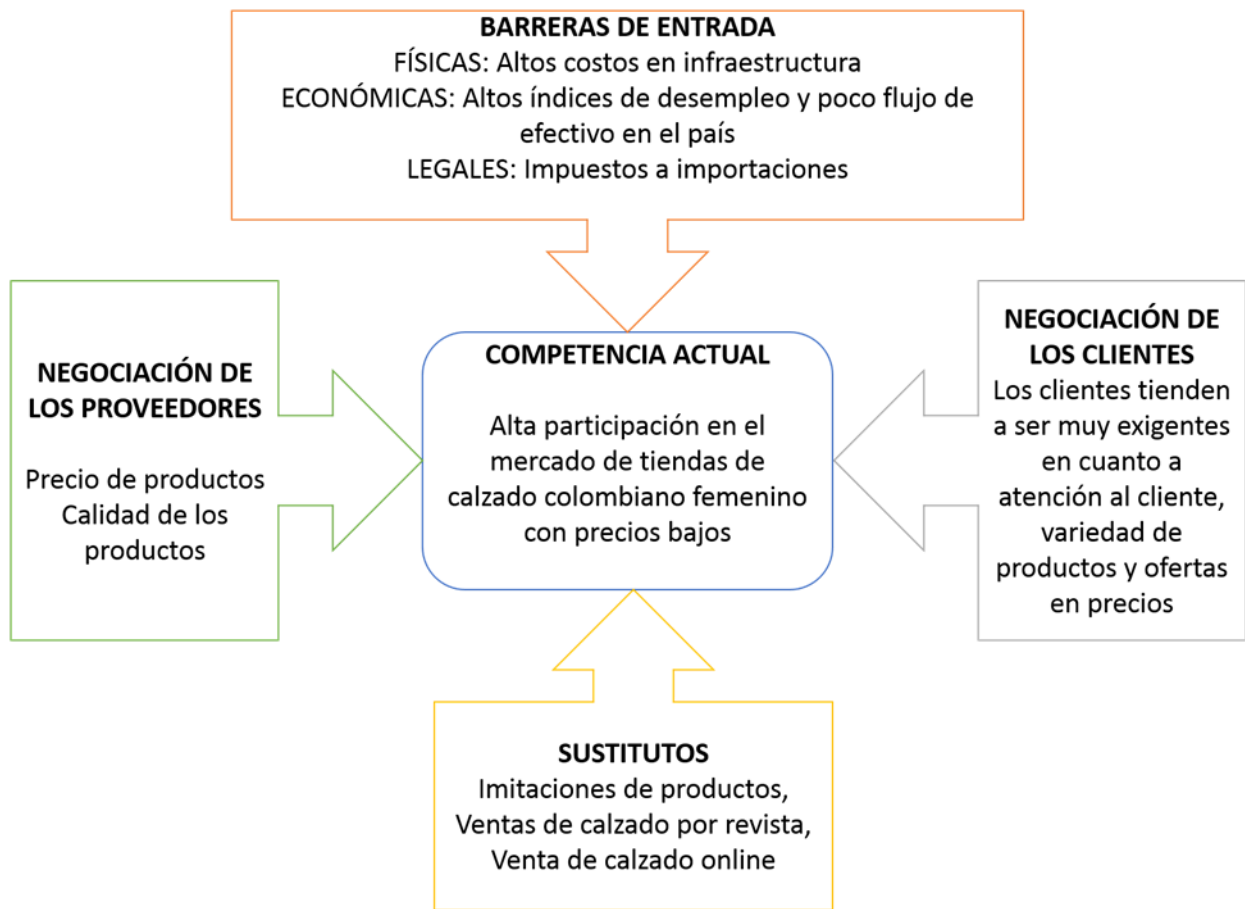 BARRERAS DE ENTRADA
FÍSICAS: Altos costos en infraestructura
ECONÓMICAS: Altos índices de desempleo y poco flujo de
efectivo en el país
LEGALES: Impuestos a importaciones
NEGOCIACIÓN DE
LOS PROVEEDORES
Precio de productos
Calidad de los
productos
COMPETENCIA ACTUAL
Alta participación en el
mercado de tiendas de
calzado colombiano femenino
con precios bajos
NEGOCIACIÓN DE
LOS CLIENTES
Los clientes tienden
a ser muy exigentes
en cuanto a
atención al cliente,
variedad de
productos y ofertas
en precios
SUSTITUTOS
Imitaciones de productos,
Ventas de calzado por revista,
Venta de calzado online